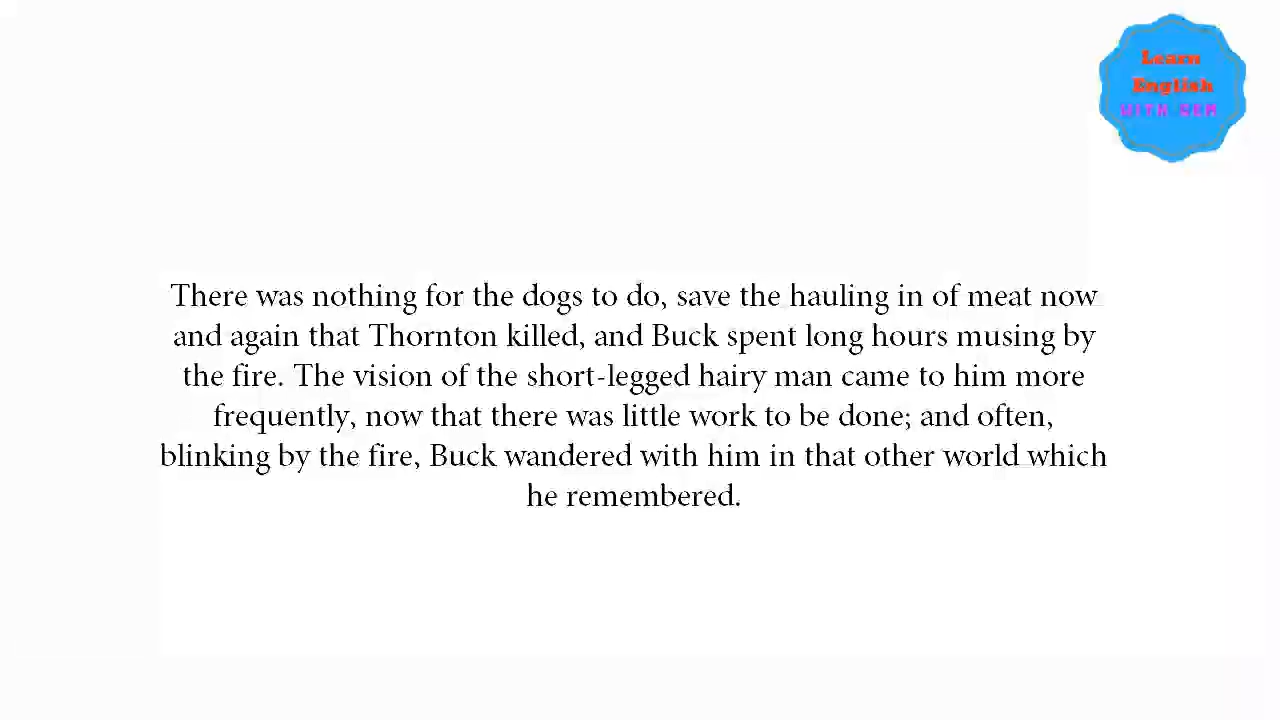 Learn
English
There was nothing for the dogs to do, save the hauling in of meat now
and again that Thornton killed, and Buck spent long hours musing by
the fire. The vision of the short-legged hairy man came to him more
frequently, now that there was little work to be done; and often,
blinking by the fire, Buck wandered with him in that other world which
he remembered.